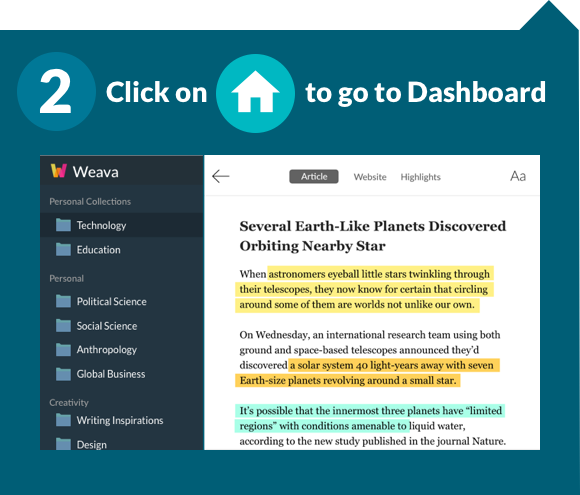 2 Click on to go to Dashboard
Weava
Personal Collections
Technology
Education
Personal
Political Science
Social Science
Anthropology
Global Business
Creativity
Writing Inspirations
Design
Article Website Highlights Aa
Several Earth-Like Planets Discovered
Orbiting Nearby Star
When astronomers eyeball little stars twinkling through
their telescopes, they now know for certain that circling
around some of them are worlds not unlike our own.
On Wednesday, an international research team using both
ground and space-based telescopes announced they’d
discovered a solar system 40 light-years away with seven
Earth-size planets revolving around a small star.
It’s possible that the innermost three planets have “limited
regions” with conditions amenable to liquid water,
according to the new study published in the journal Nature.